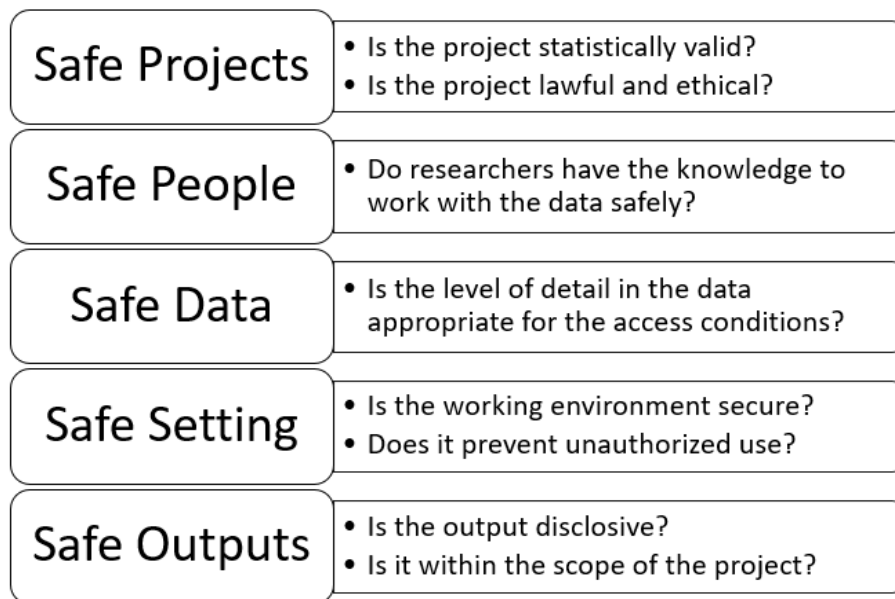 Safe Projects
• Is the project statistically valid?
• Is the project lawful and ethical?
Safe People
• Do researchers have the knowledge to
work with the data safely?
Safe Data
• Is the level of detail in the data
appropriate for the access conditions?
Safe Setting
• Is the working environment secure?
• Does it prevent unauthorized use?
Safe Outputs
• Is the output disclosive?
• Is it within the scope of the project?